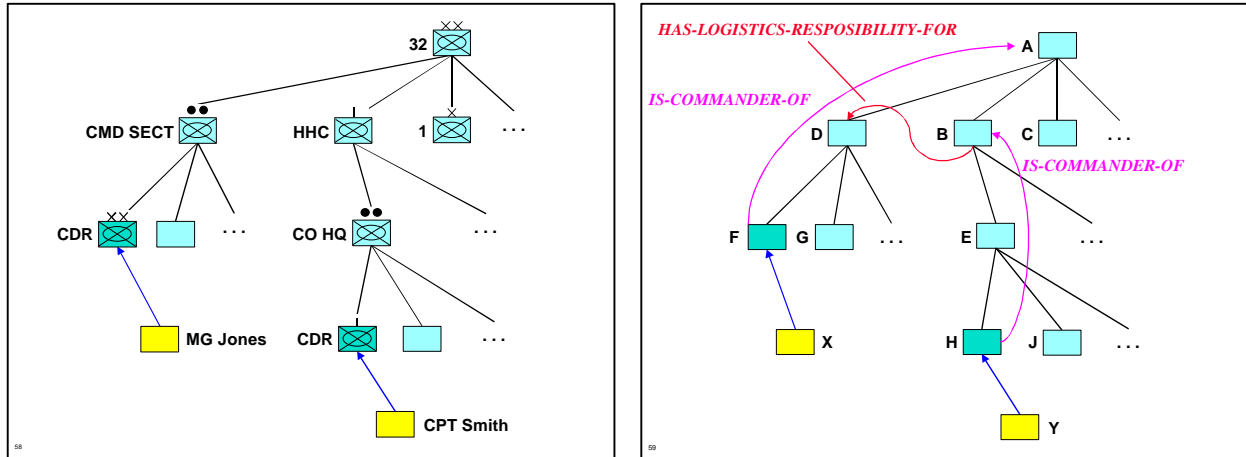 32
CMD SECT
HHC
1
. . .
CDR
. . .
CO HQ
. . .
MG Jones
CDR
. . .
CPT Smith
58
HAS-LOGISTICS-RESPOSIBILITY-FOR
A
IS-COMMANDER-OF
D
B
C
. . .
IS-COMMANDER-OF
F
G
. . .
E
. . .
X
H
J
. . .
Y
59